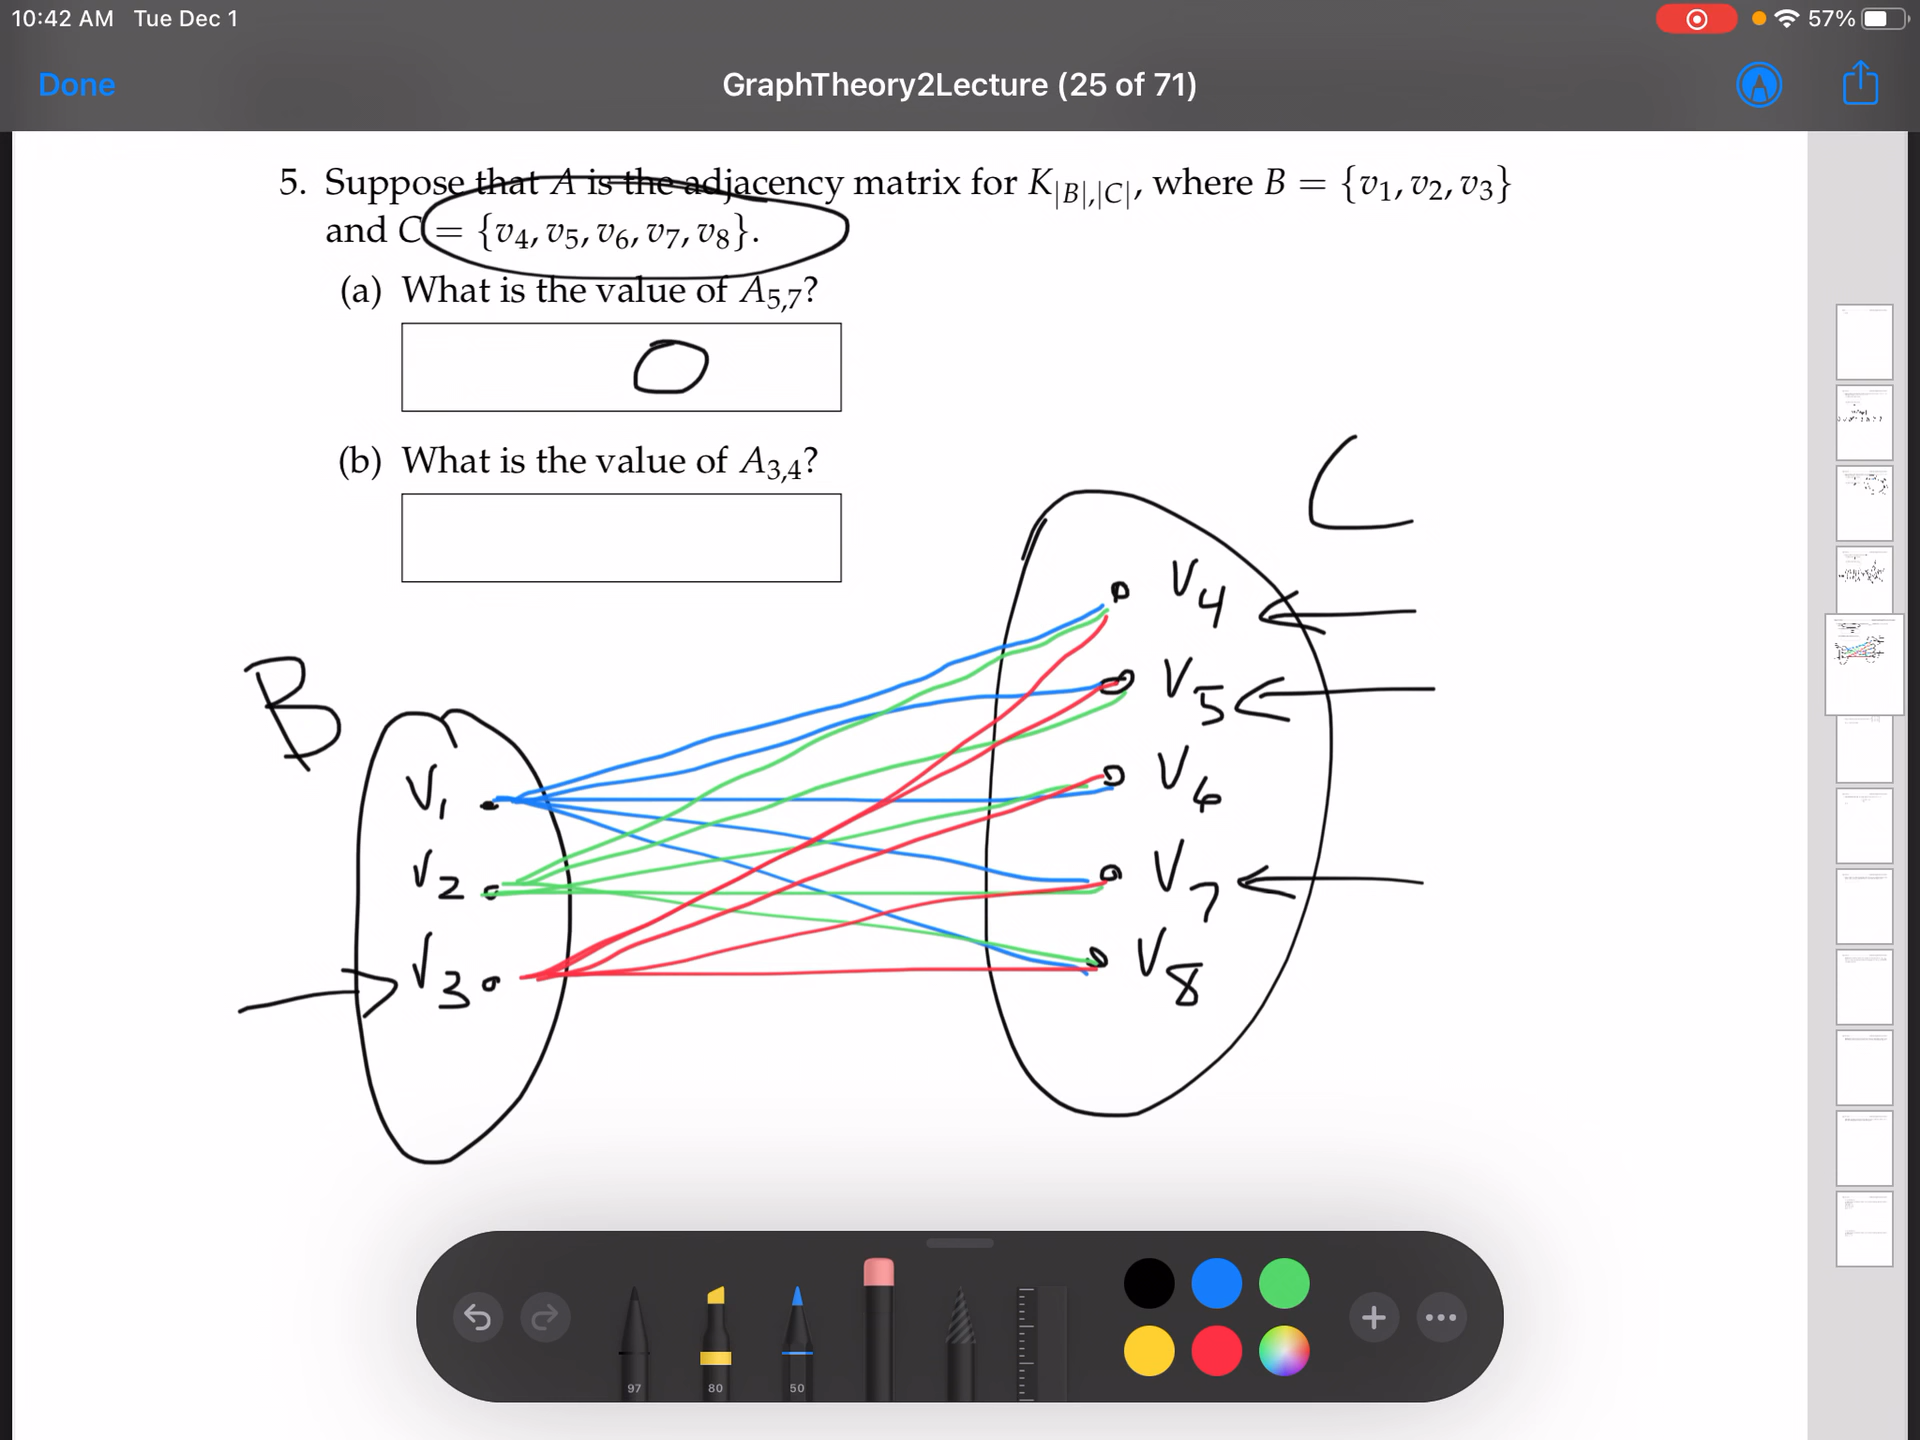 10:42 AM Tue Dec 1
57%
Done
GraphTheory2Lecture (25 of 71)
5. Suppose that A is the adjacency matrix for K|B|,|C|, where B = {v1, v2, v3}
and C = {v4, v5, v6, v7, v8}.
(a) What is the value of A5,7?
0
(b) What is the value of A3,4?
C
B
V4
V5
V6
V7
V8
V1
V2
V3
97
80
50